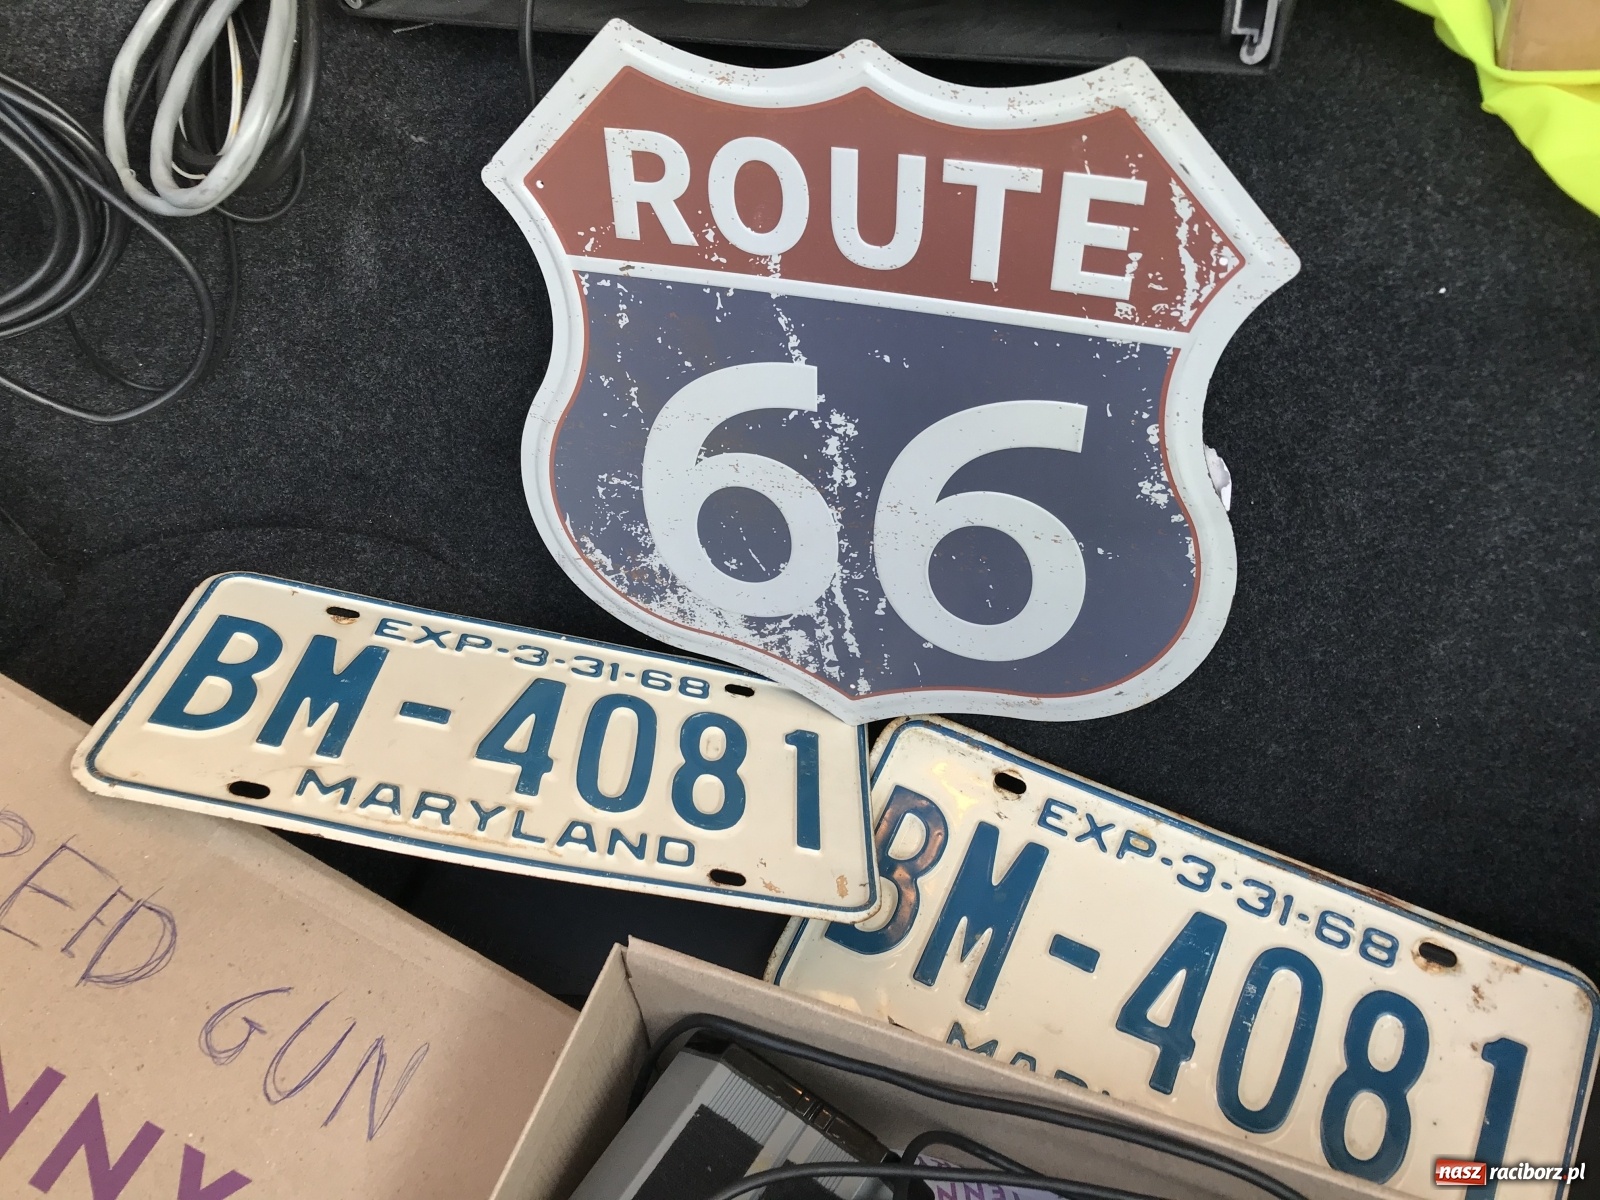 ROUTE
66
EXP-3-31-68
BM-4081
MARYLAND
EXP-3-31-68
BM-4081
GUN
nasz raciborz.pl